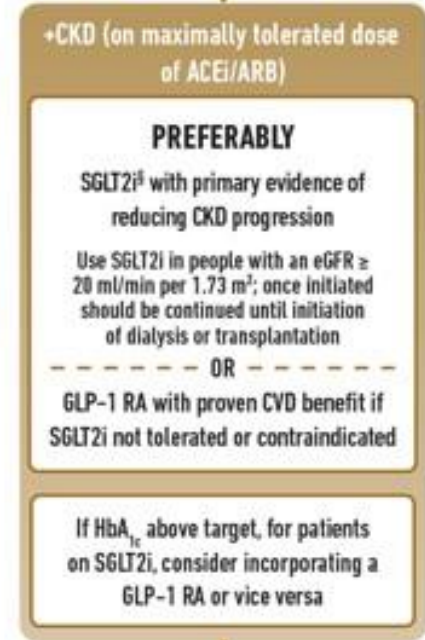 +CKD (on maximally tolerated dose
of ACEi/ARB)
PREFERABLY
SGLT2i§ with primary evidence of
reducing CKD progression
Use SGLT2i in people with an eGFR ≥
20 ml/min per 1.73 m²; once initiated
should be continued until initiation
of dialysis or transplantation
OR
GLP-1 RA with proven CVD benefit if
SGLT2i not tolerated or contraindicated
If HbA1c above target, for patients
on SGLT2i, consider incorporating a
GLP-1 RA or vice versa